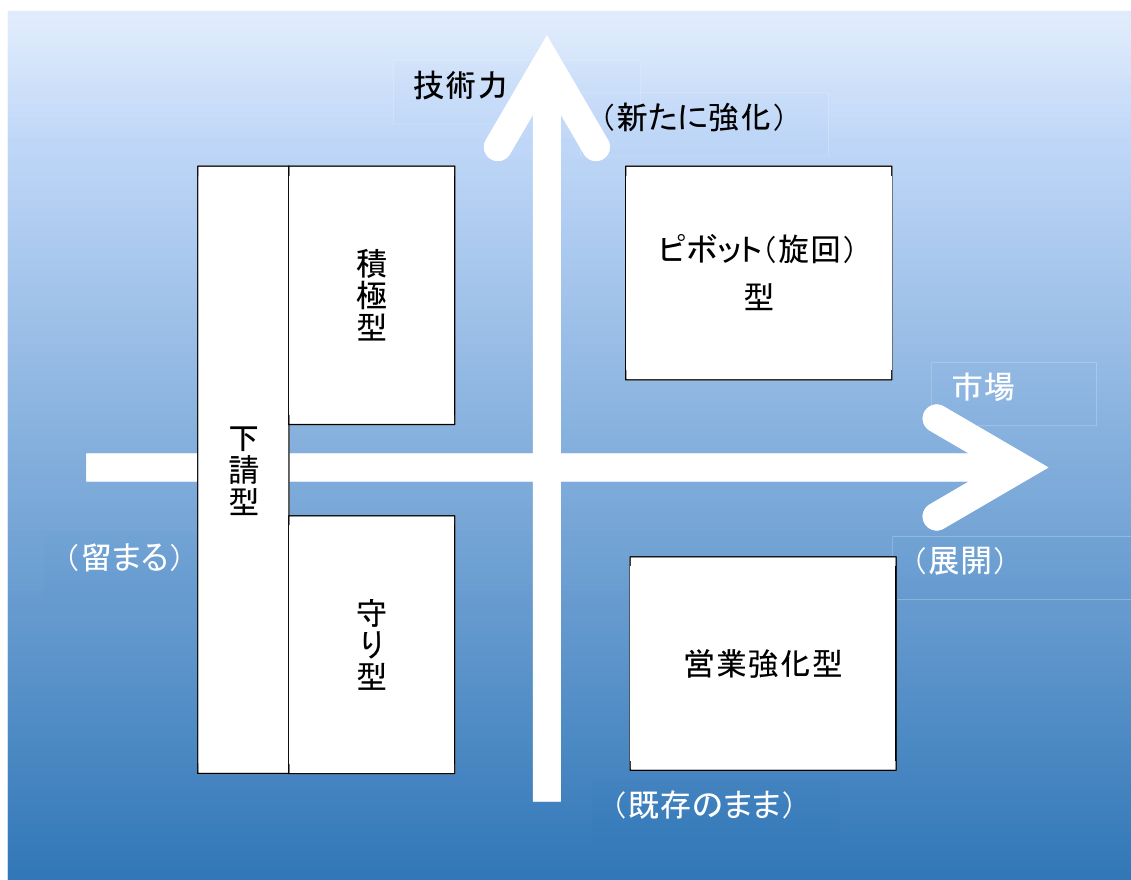 技術力
（新たに強化）
積極型
ピボット（旋回）
型
市場
下請型
（留まる）
（展開）
守り型
営業強化型
（既存のまま）